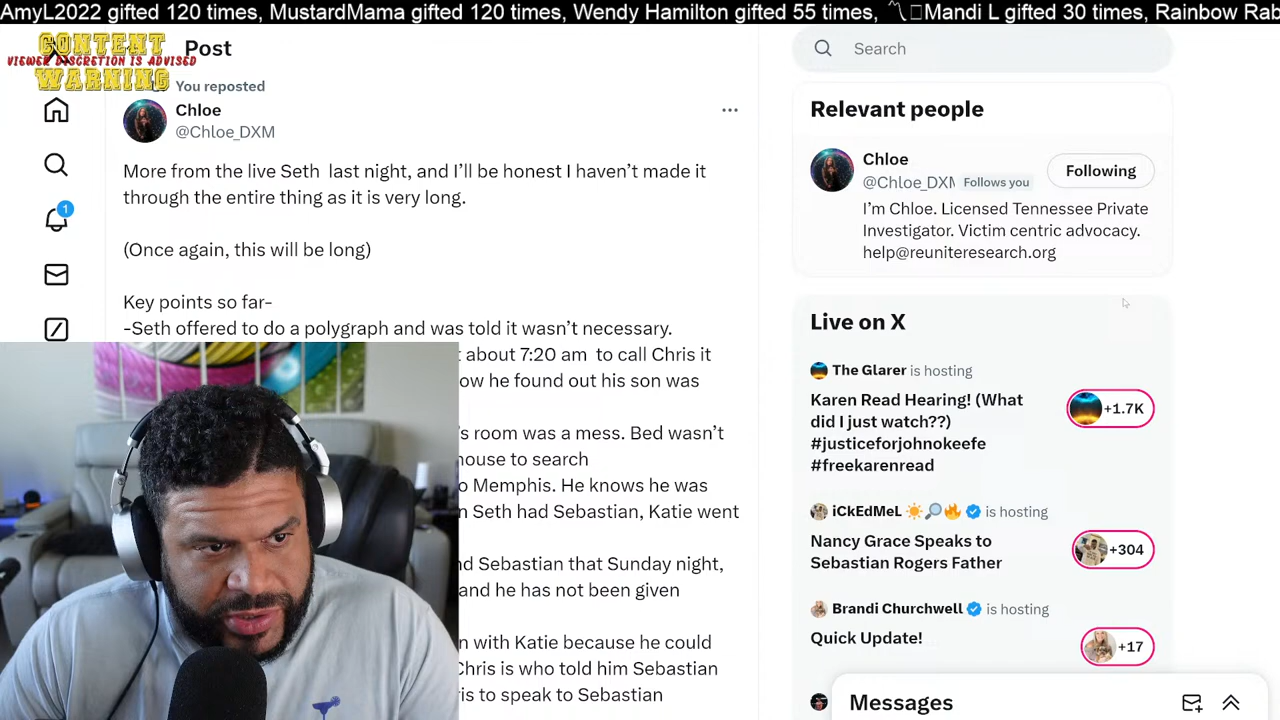 AmyL2022 gifted 120 times, MustardMama gifted 120 times, Wendy Hamilton gifted 55 times, Mandi L gifted 30 times, Rainbow Rab
CONTENT
VIEWER DISCRETION IS ADVISED
WARNING
Post
You reposted
Chloe
@Chloe_DXM
More from the live Seth last night, and I’ll be honest I haven’t made it
through the entire thing as it is very long.
(Once again, this will be long)
Key points so far-
-Seth offered to do a polygraph and was told it wasn’t necessary.
about 7:20 am to call Chris it
ow he found out his son was
’s room was a mess. Bed wasn’t
house to search
o Memphis. He knows he was
n Seth had Sebastian, Katie went
nd Sebastian that Sunday night,
and he has not been given
n with Katie because he could
Chris is who told him Sebastian
ris to speak to Sebastian
1
Search
Relevant people
Chloe
@Chloe_DXM Follows you
Following
I’m Chloe. Licensed Tennessee Private
Investigator. Victim centric advocacy.
help@reuniteresearch.org
Live on X
The Glarer is hosting
Karen Read Hearing! (What
did I just watch??)
#justiceforjohnokeefe
#freekarenread
+1.7K
iCkEdMeL ☀️🔎🔥 is hosting
Nancy Grace Speaks to
Sebastian Rogers Father
+304
Brandi Churchwell is hosting
Quick Update!
+17
Messages